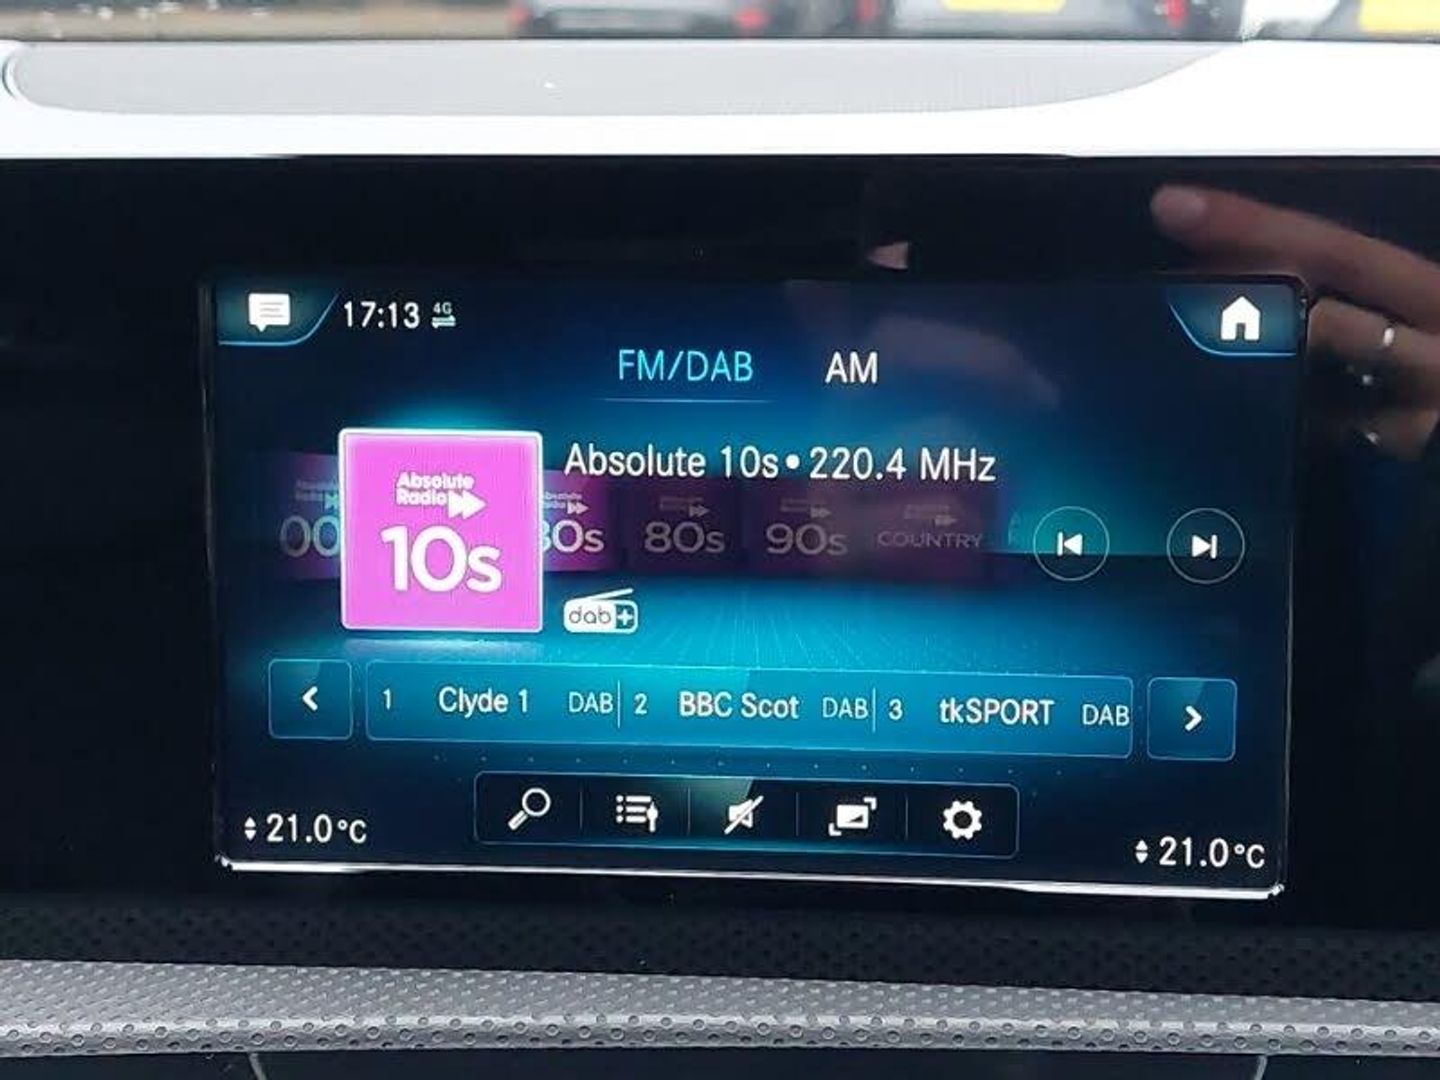 17:13 4G
FM/DAB AM
Absolute 10s • 220.4 MHz
Absolute
Radio
10s
00
80s
90s
COUNTRY
dab+
1 Clyde 1 DAB 2 BBC Scot DAB 3 tkSPORT DAB
21.0°C
21.0°C